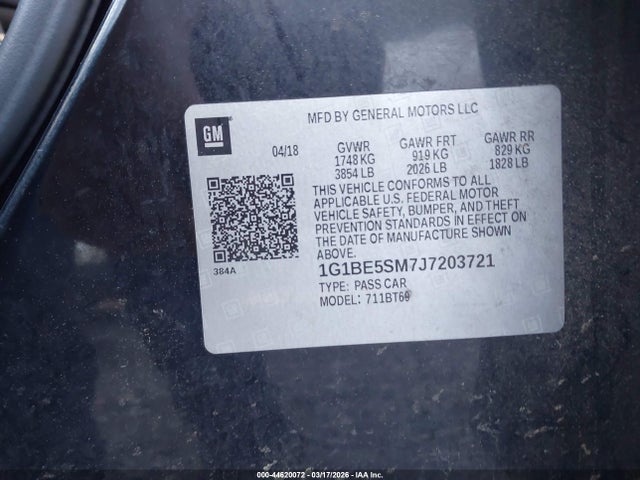 GM
MFD BY GENERAL MOTORS LLC
04/18
GVWR GAWR FRT GAWR RR
1748 KG 919 KG 829 KG
3854 LB 2026 LB 1828 LB
THIS VEHICLE CONFORMS TO ALL
APPLICABLE U.S. FEDERAL MOTOR
VEHICLE SAFETY, BUMPER, AND THEFT
PREVENTION STANDARDS IN EFFECT ON
THE DATE OF MANUFACTURE SHOWN
ABOVE.
384A
1G1BE5SM7J7203721
TYPE: PASS CAR
MODEL: 711BT69
000-44620072 - 03/17/2026 - IAA Inc.